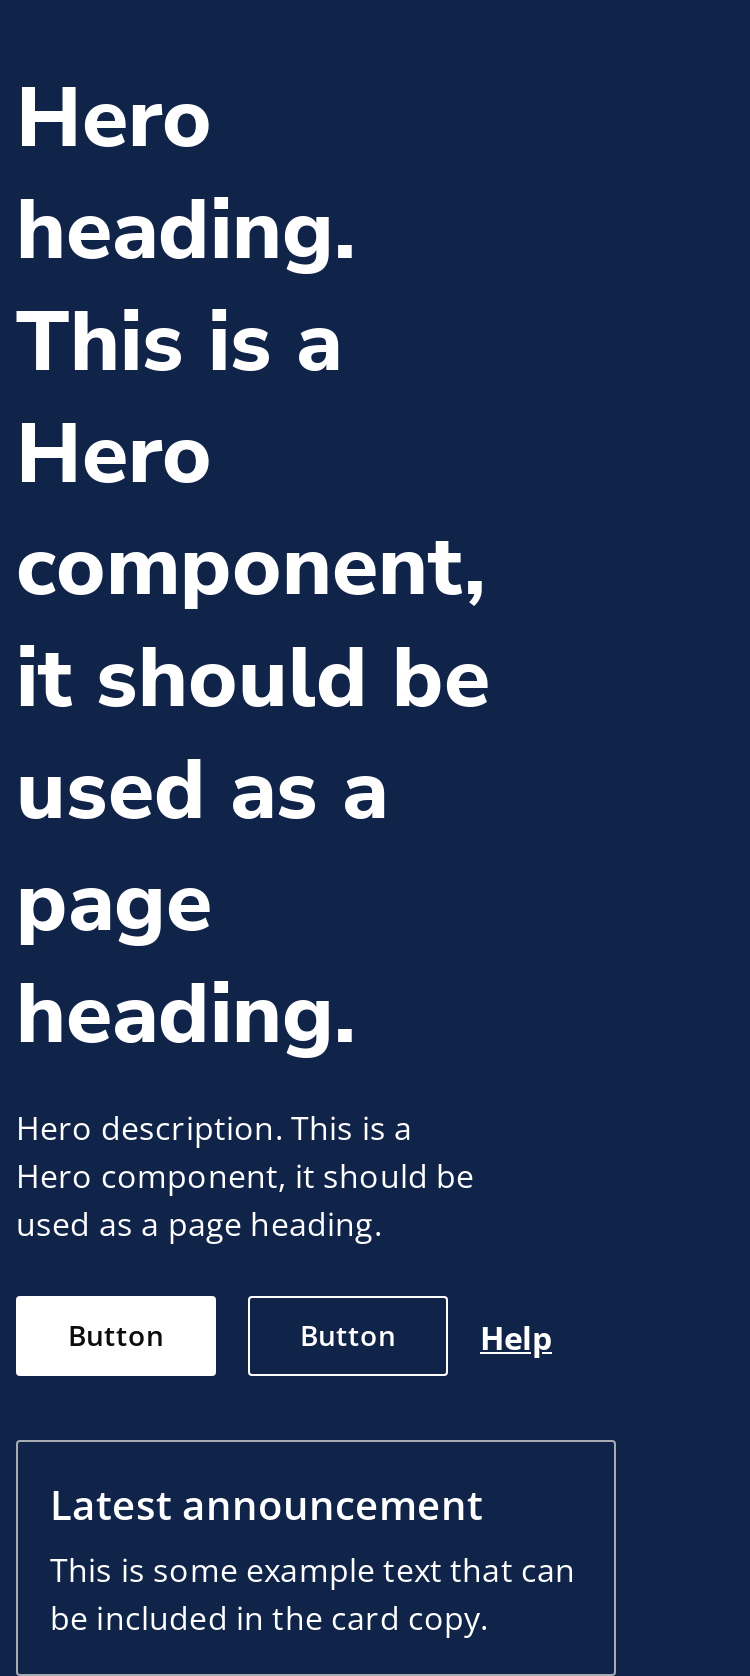 Hero
heading.
This is a
Hero
component,
it should be
used as a
page
heading.
Hero description. This is a
Hero component, it should be
used as a page heading.
Button
Button
Help
Latest announcement
This is some example text that can
be included in the card copy.